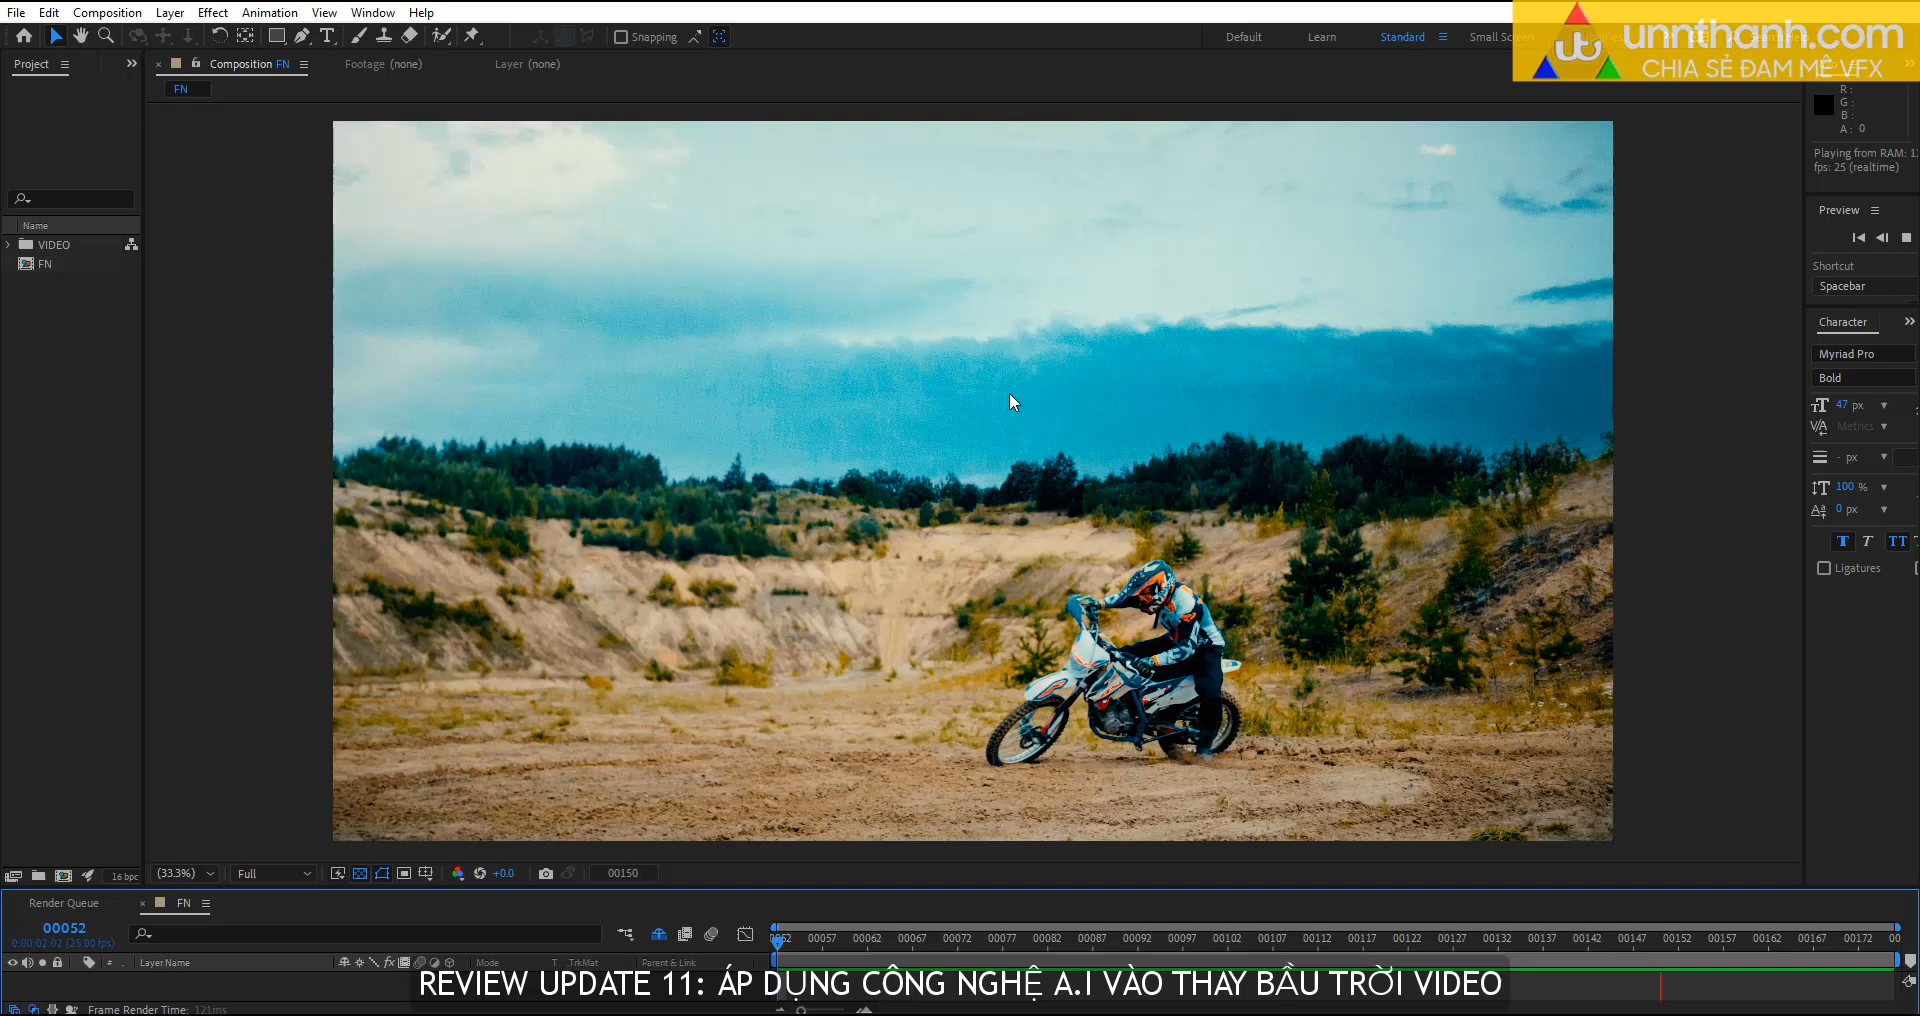 File Edit Composition Layer Effect Animation View Window Help
Snapping
Default Learn Standard Small
unnthanh.com
CHIA SẺ ĐAM MÊ VFX
Project
Composition FN
Footage (none)
Layer (none)
FN
R :
G :
B :
A : 0
Playing from RAM: 1
fps: 25 (realtime)
Name
VIDEO
FN
Preview
Shortcut
Spacebar
Character
Myriad Pro
Bold
47 px
Metrics
- px
100 %
0 px
T T TT
Ligatures
16 bpc
(33.3%)
Full
+0.0
00150
Render Queue
FN
00052
0:00:02:02 (25.00 fps)
00057 00062 00067 00072 00077 00082 00087 00092 00097 00102 00107 00112 00117 00122 00127 00132 00137 00142 00147 00152 00157 00162 00167 00172 00
# Layer Name
Mode T .TrkMat Parent & Link
REVIEW UPDATE 11: ÁP DỤNG CÔNG NGHỆ A.I VÀO THAY BẦU TRỜI VIDEO
Frame Render Time: 121ms